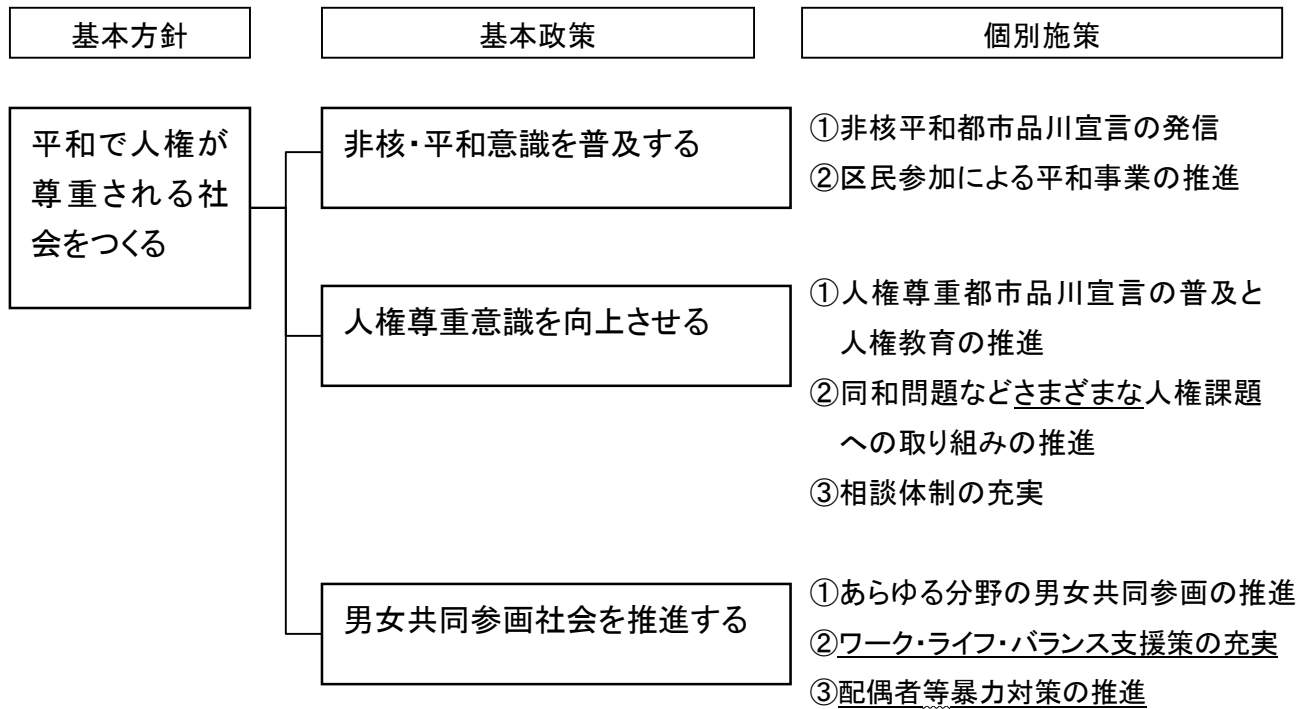 基本方針
基本政策
個別施策
平和で人権が
尊重される社
会をつくる
非核・平和意識を普及する
①非核平和都市品川宣言の発信
②区民参加による平和事業の推進
人権尊重意識を向上させる
①人権尊重都市品川宣言の普及と
人権教育の推進
②同和問題などさまざまな人権課題
への取り組みの推進
③相談体制の充実
男女共同参画社会を推進する
①あらゆる分野の男女共同参画の推進
②ワーク・ライフ・バランス支援策の充実
③配偶者等暴力対策の推進